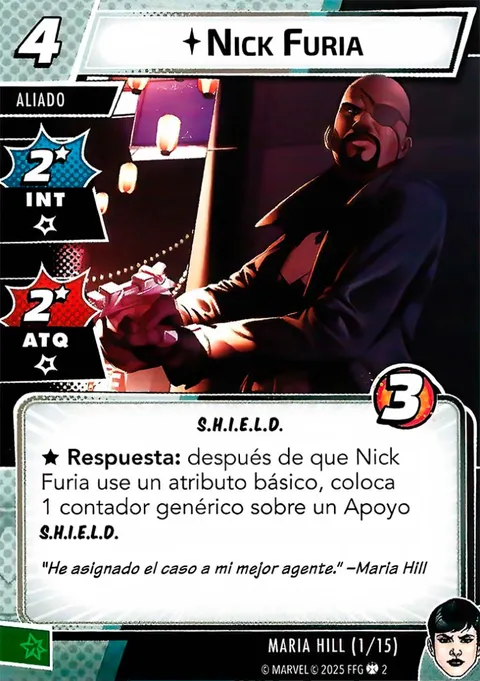 4
Nick Furia
ALIADO
2
INT
2
ATQ
3
S.H.I.E.L.D.
★ Respuesta: después de que Nick
Furia use un atributo básico, coloca
1 contador genérico sobre un Apoyo
S.H.I.E.L.D.
"He asignado el caso a mi mejor agente." –Maria Hill
MARIA HILL (1/15)
© MARVEL © 2025 FFG 2